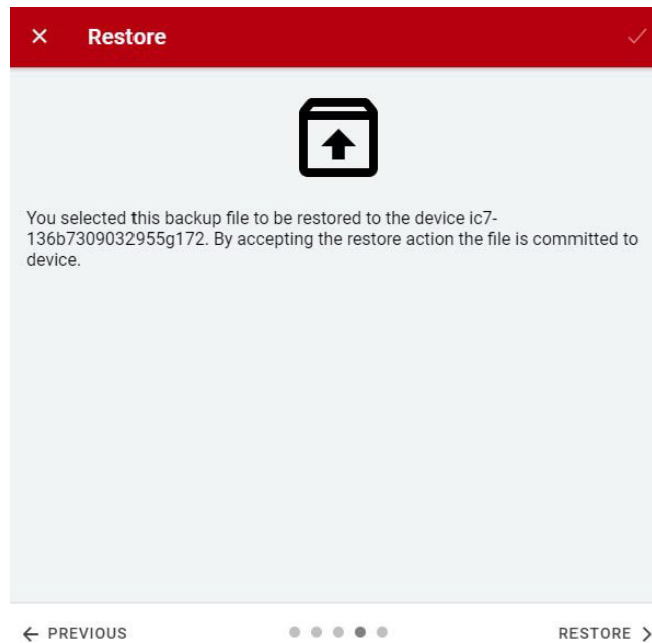 Restore
You selected this backup file to be restored to the device ic7-
136b7309032955g172. By accepting the restore action the file is committed to
device.
PREVIOUS
RESTORE